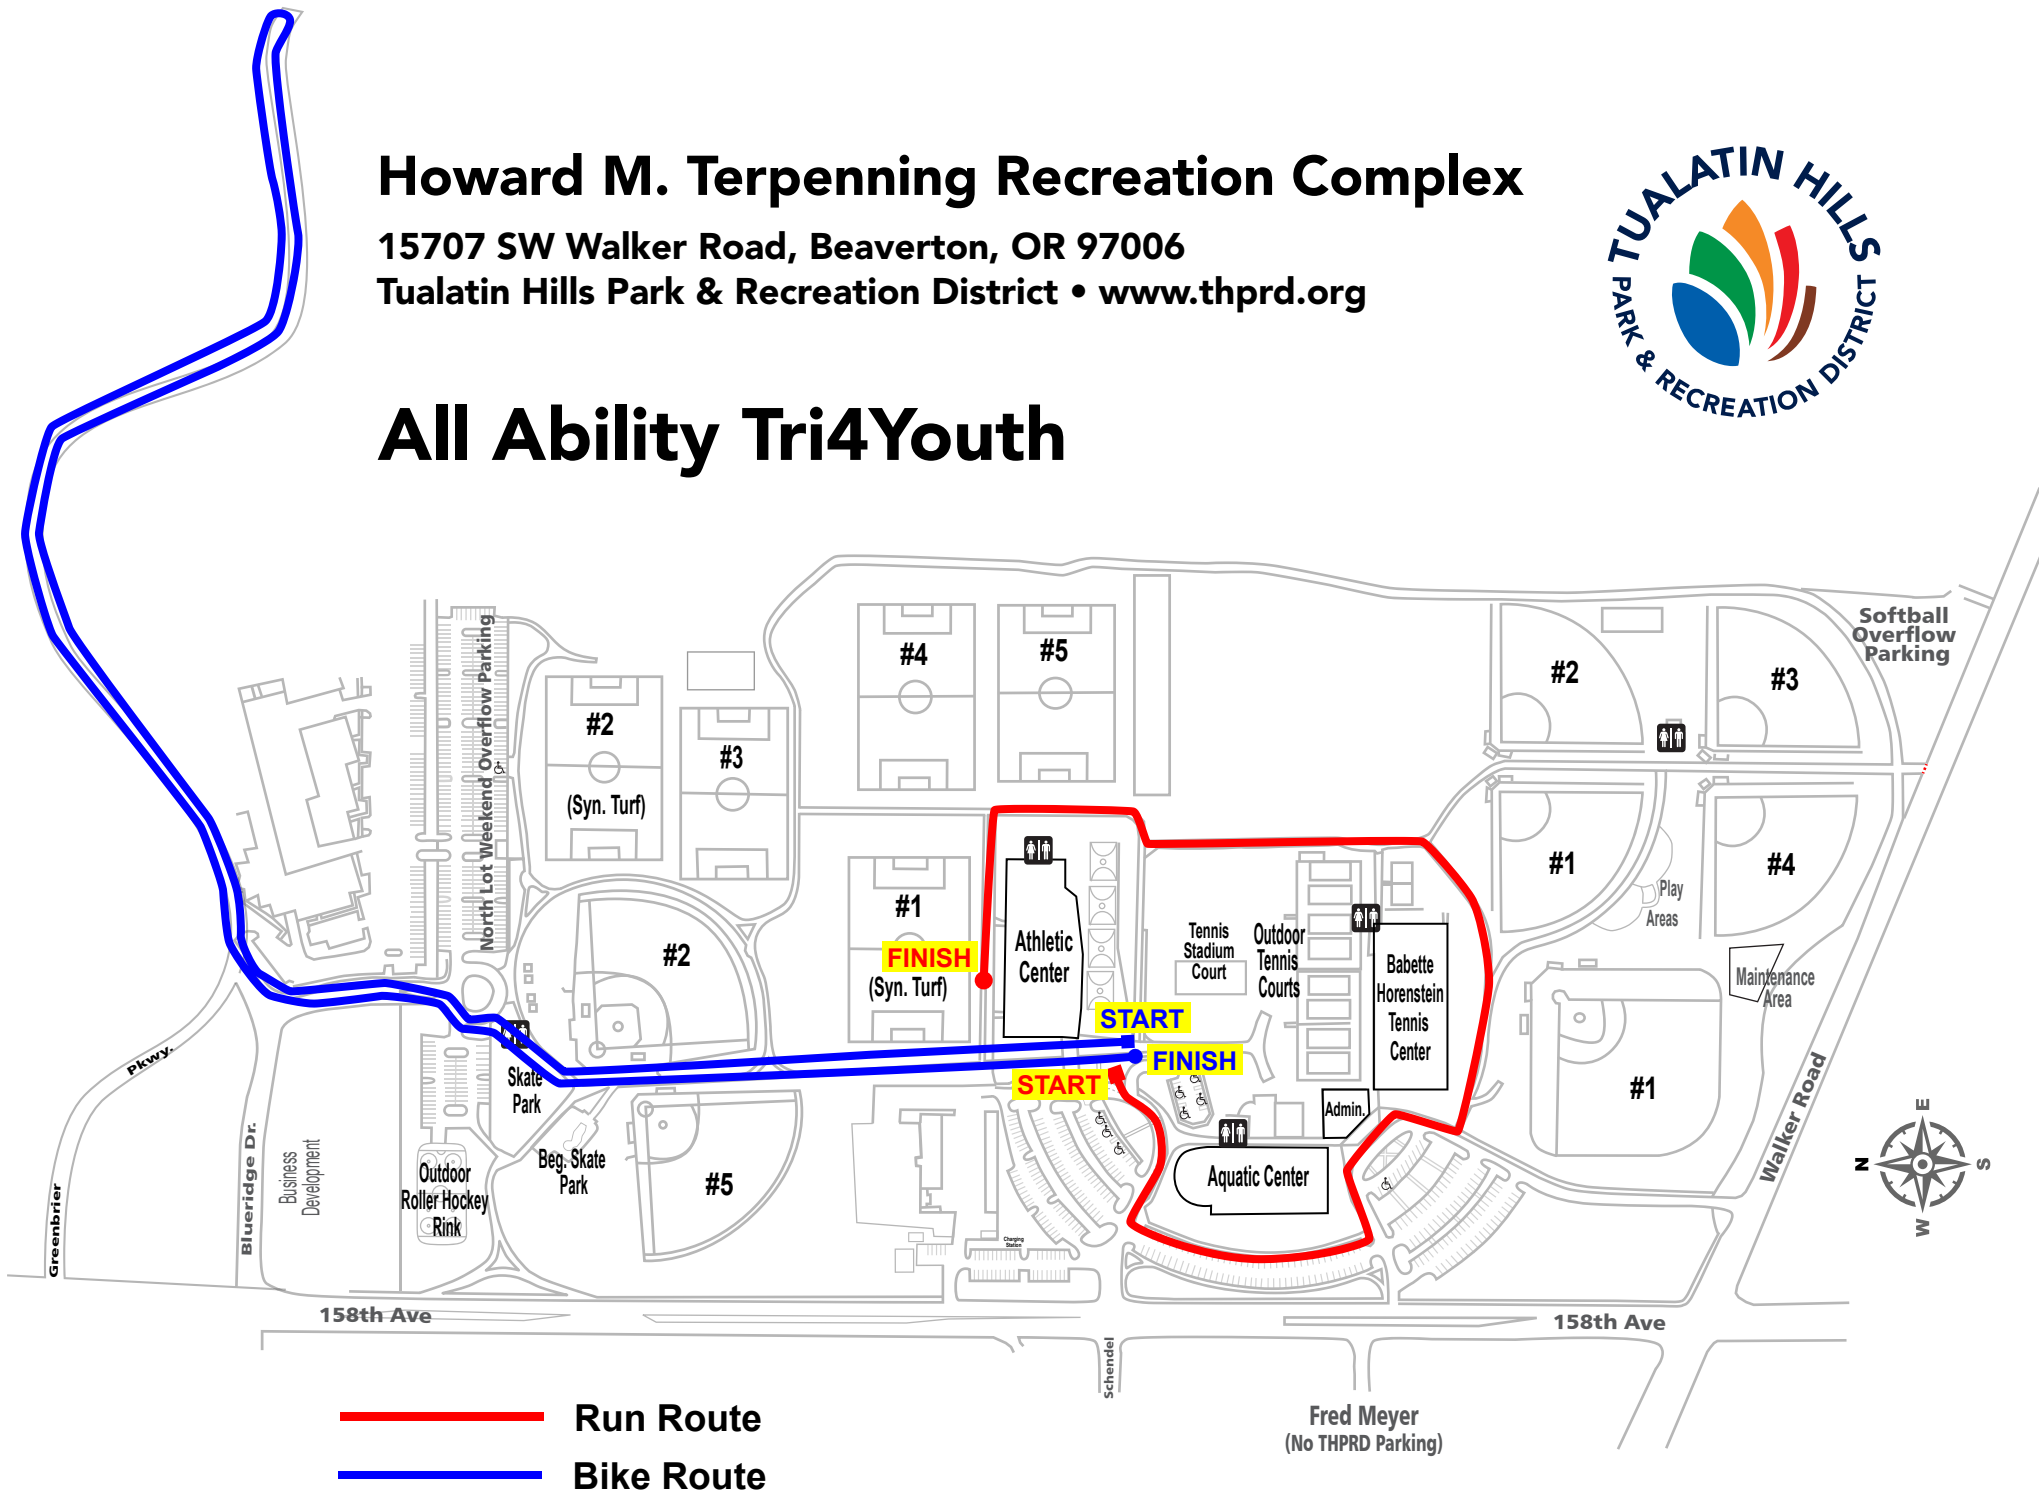 Howard M. Terpenning Recreation Complex
15707 SW Walker Road, Beaverton, OR 97006
Tualatin Hills Park & Recreation District • www.thprd.org
TUALATIN HILLS
PARK & RECREATION DISTRICT
All Ability Tri4Youth
North Lot Weekend Overflow Parking
#2
(Syn. Turf)
#3
#4
#5
#2
#3
Softball
Overflow
Parking
#1
#4
Play
Areas
#2
#1
FINISH
(Syn. Turf)
Athletic
Center
Tennis
Stadium
Court
Outdoor
Tennis
Courts
Babette
Horenstein
Tennis
Center
Maintenance
Area
START
FINISH
START
Skate
Park
Beg. Skate
Park
#5
Outdoor
Roller Hockey
Rink
Business
Development
Admin.
Aquatic Center
#1
Charging
Station
Pkwy.
Greenbrier
Blueridge Dr.
Walker Road
E
N
S
W
158th Ave
158th Ave
Schendel
Fred Meyer
(No THPRD Parking)
Run Route
Bike Route